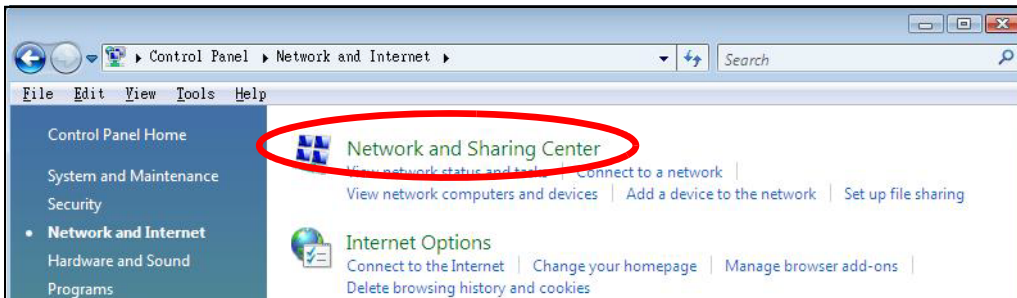 Control Panel ▸ Network and Internet ▸ Search
File Edit View Tools Help
Control Panel Home
System and Maintenance
Security
• Network and Internet
Hardware and Sound
Programs
Network and Sharing Center
View network status and tasks | Connect to a network |
View network computers and devices | Add a device to the network | Set up file sharing
Internet Options
Connect to the Internet | Change your homepage | Manage browser add-ons |
Delete browsing history and cookies